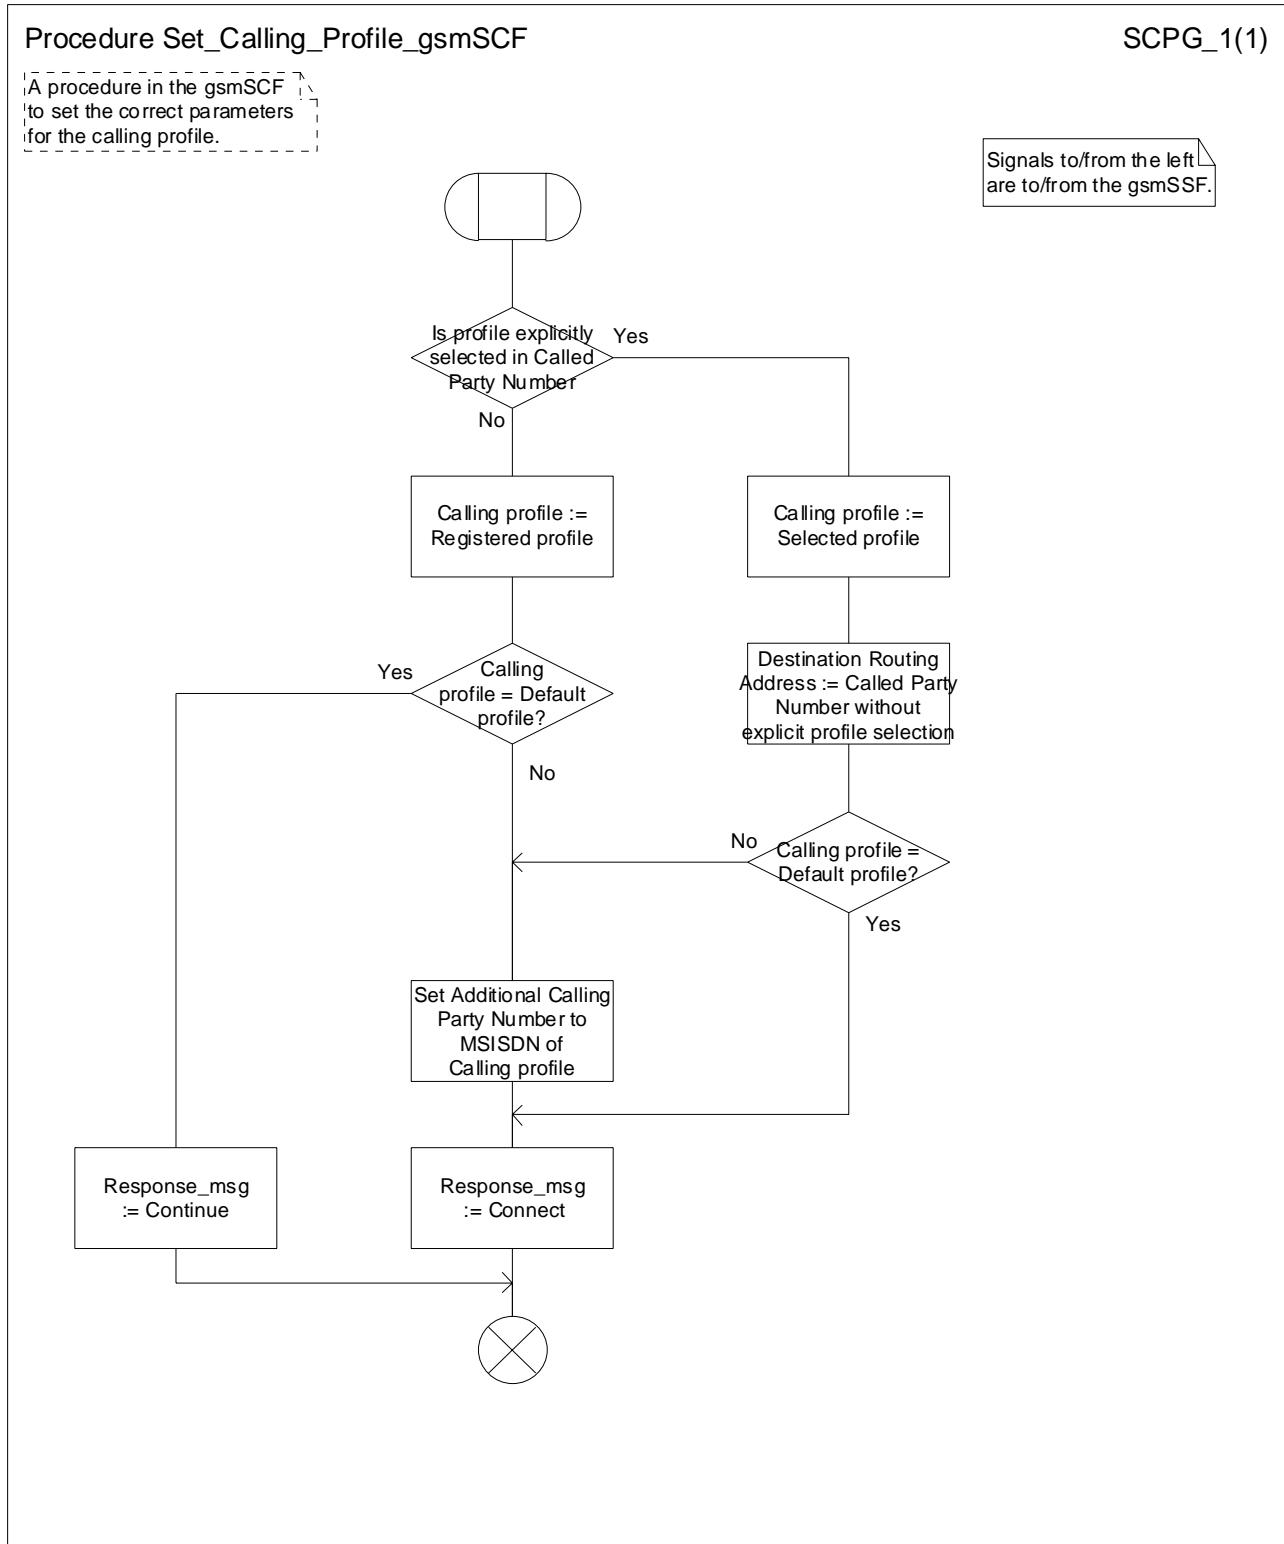 Procedure Set_Calling_Profile_gsmSCF
SCPG_1(1)
A procedure in the gsmSCF
to set the correct parameters
for the calling profile.
Signals to/from the left
are to/from the gsmSSF.
Is profile explicitly
selected in Called
Party Number
Yes
No
Calling profile :=
Registered profile
Calling profile :=
Selected profile
Yes
Calling
profile = Default
profile?
No
Destination Routing
Address := Called Party
Number without
explicit profile selection
No
Calling profile =
Default profile?
Yes
Set Additional Calling
Party Number to
MSISDN of
Calling profile
Response_msg
:= Continue
Response_msg
:= Connect